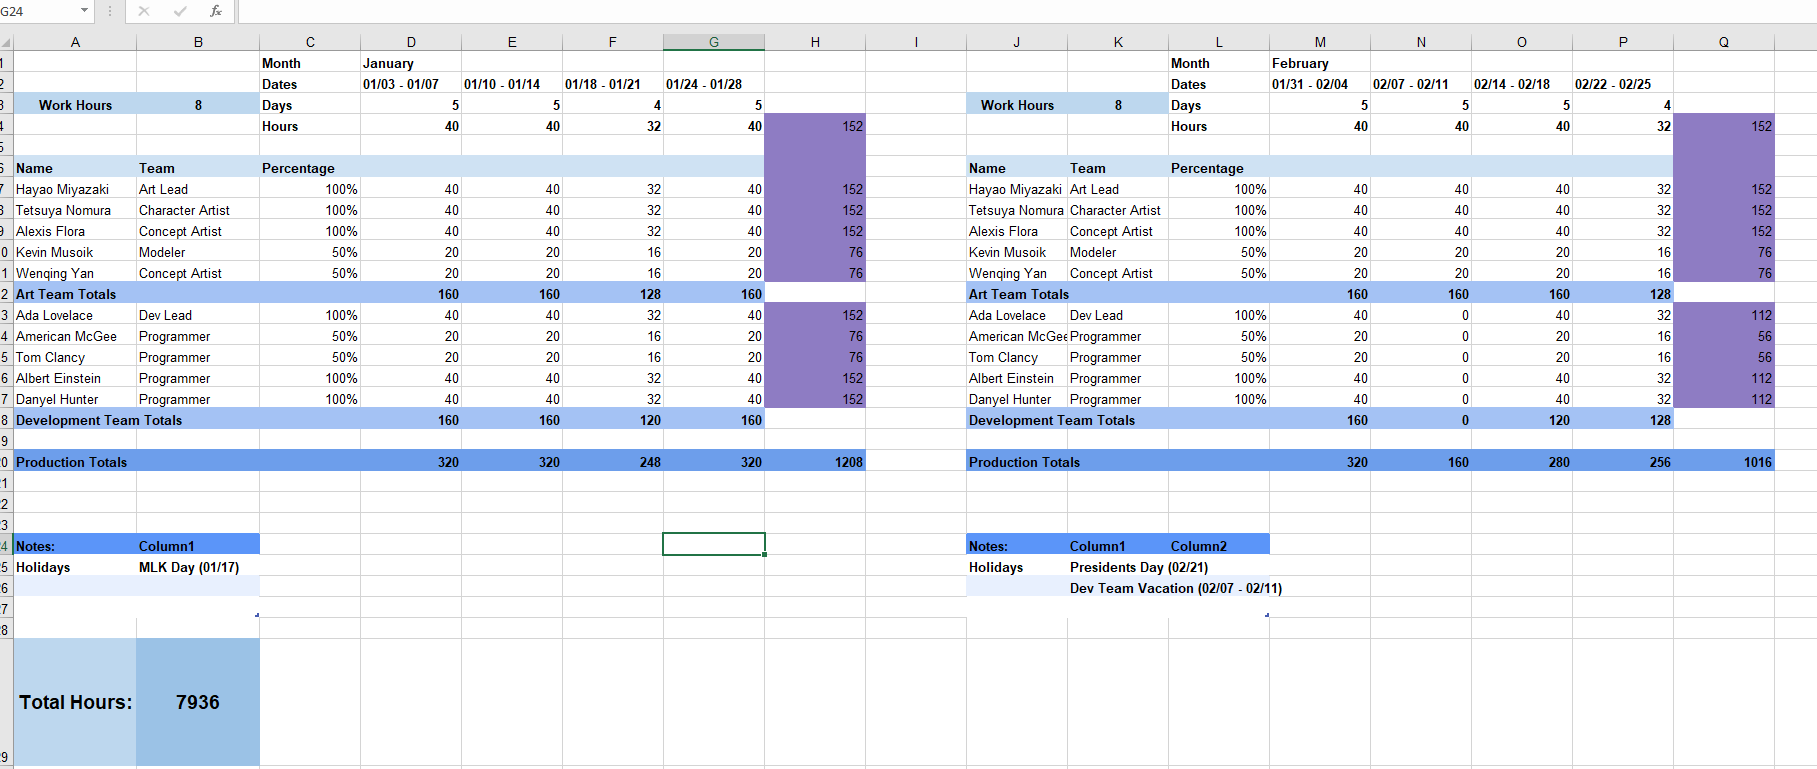 G24 fx
A B C D E F G H I J K L M N O P Q
1 Month January Month February
2 Dates 01/03 - 01/07 01/10 - 01/14 01/18 - 01/21 01/24 - 01/28 Dates 01/31 - 02/04 02/07 - 02/11 02/14 - 02/18 02/22 - 02/25
3 Work Hours 8 Days 5 5 4 5 Work Hours 8 Days 5 5 5 4
4 Hours 40 40 32 40 152 Hours 40 40 40 32 152
5
6 Name Team Percentage Name Team Percentage
7 Hayao Miyazaki Art Lead 100% 40 40 32 40 152 Hayao Miyazaki Art Lead 100% 40 40 40 32 152
8 Tetsuya Nomura Character Artist 100% 40 40 32 40 152 Tetsuya Nomura Character Artist 100% 40 40 40 32 152
9 Alexis Flora Concept Artist 100% 40 40 32 40 152 Alexis Flora Concept Artist 100% 40 40 40 32 152
0 Kevin Musoik Modeler 50% 20 20 16 20 76 Kevin Musoik Modeler 50% 20 20 20 16 76
1 Wenqing Yan Concept Artist 50% 20 20 16 20 76 Wenqing Yan Concept Artist 50% 20 20 20 16 76
2 Art Team Totals 160 160 128 160 Art Team Totals 160 160 160 128
3 Ada Lovelace Dev Lead 100% 40 40 32 40 152 Ada Lovelace Dev Lead 100% 40 0 40 32 112
4 American McGee Programmer 50% 20 20 16 20 76 American McGee Programmer 50% 20 0 20 16 56
5 Tom Clancy Programmer 50% 20 20 16 20 76 Tom Clancy Programmer 50% 20 0 20 16 56
6 Albert Einstein Programmer 100% 40 40 32 40 152 Albert Einstein Programmer 100% 40 0 40 32 112
7 Danyel Hunter Programmer 100% 40 40 32 40 152 Danyel Hunter Programmer 100% 40 0 40 32 112
8 Development Team Totals 160 160 120 160 Development Team Totals 160 0 120 128
9
20 Production Totals 320 320 248 320 1208 Production Totals 320 160 280 256 1016
21
22
23
24 Notes: Column1 Notes: Column1 Column2
25 Holidays MLK Day (01/17) Holidays Presidents Day (02/21)
26 Dev Team Vacation (02/07 - 02/11)
27
28
29 Total Hours: 7936